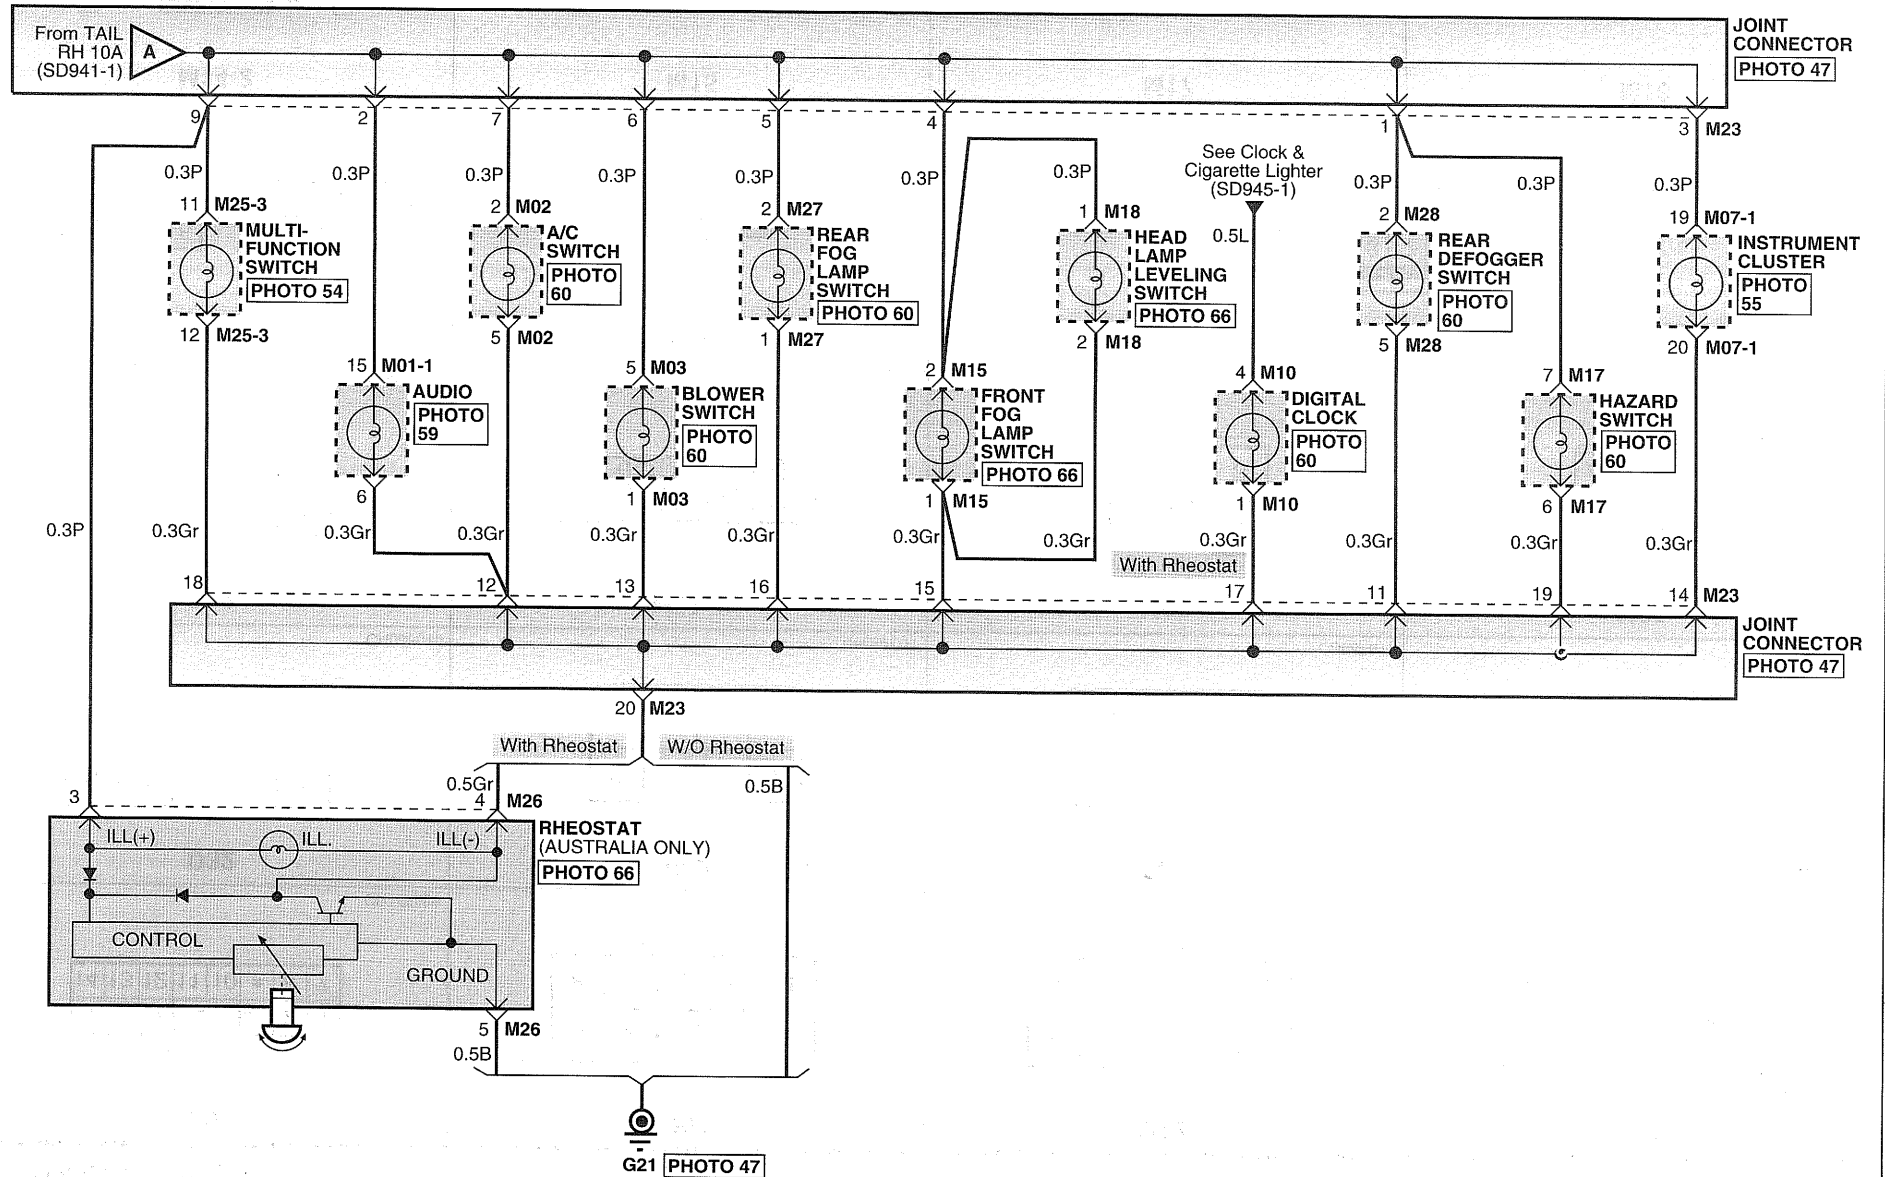 From TAIL
RH 10A
(SD941-1)
A
JOINT
CONNECTOR
PHOTO 47
9
2
7
6
5
4
1
3
M23
0.3P
0.3P
0.3P
0.3P
0.3P
0.3P
0.3P
See Clock &
Cigarette Lighter
(SD945-1)
0.3P
0.3P
0.3P
11
M25-3
MULTI-
FUNCTION
SWITCH
PHOTO 54
12
M25-3
2
M02
A/C
SWITCH
PHOTO
60
5
M02
2
M27
REAR
FOG
LAMP
SWITCH
PHOTO 60
1
M27
1
M18
HEAD
LAMP
LEVELING
SWITCH
PHOTO 66
2
M18
0.5L
2
M28
REAR
DEFOGGER
SWITCH
PHOTO
60
5
M28
19
M07-1
INSTRUMENT
CLUSTER
PHOTO
55
20
M07-1
15
M01-1
AUDIO
PHOTO
59
6
5
M03
BLOWER
SWITCH
PHOTO
60
1
M03
2
M15
FRONT
FOG
LAMP
SWITCH
PHOTO 66
1
M15
4
M10
DIGITAL
CLOCK
PHOTO
60
1
M10
7
M17
HAZARD
SWITCH
PHOTO
60
6
M17
0.3P
0.3Gr
0.3Gr
0.3Gr
0.3Gr
0.3Gr
0.3Gr
0.3Gr
0.3Gr
0.3Gr
0.3Gr
0.3Gr
With Rheostat
18
12
13
16
15
17
11
19
14
M23
JOINT
CONNECTOR
PHOTO 47
20
M23
With Rheostat
W/O Rheostat
0.5Gr
0.5B
3
4
M26
ILL(+)
ILL.
ILL(-)
RHEOSTAT
(AUSTRALIA ONLY)
PHOTO 66
CONTROL
GROUND
5
M26
0.5B
G21
PHOTO 47